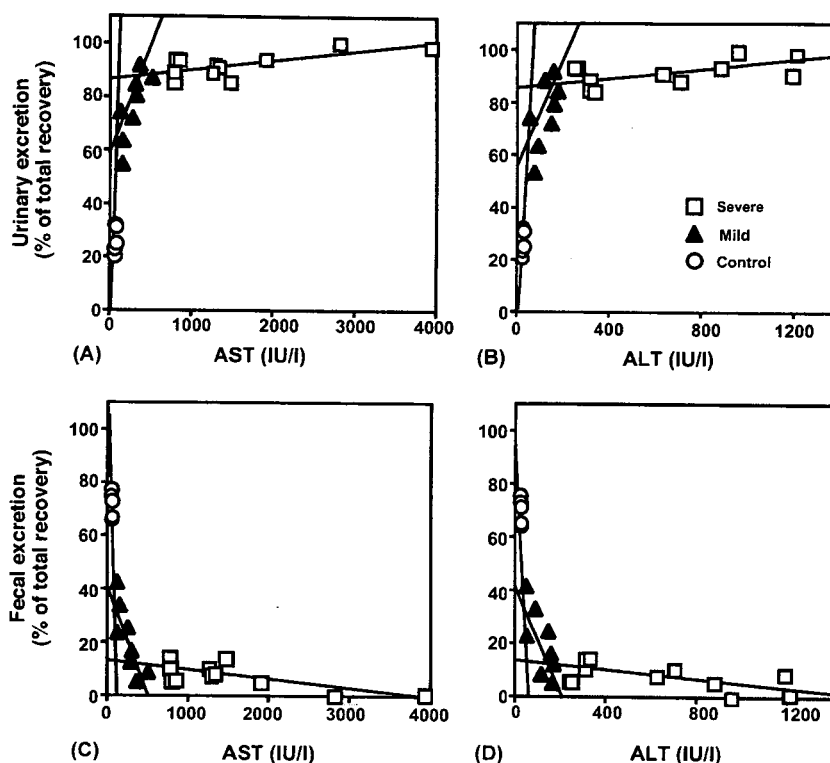 Urinary excretion
(% of total recovery)
100
80
60
40
20
0
0
1000
2000
3000
4000
(A)
AST (IU/l)
100
80
60
40
20
0
0
400
800
1200
Severe
Mild
Control
(B)
ALT (IU/l)
Fecal excretion
(% of total recovery)
100
80
60
40
20
0
0
1000
2000
3000
4000
(C)
AST (IU/l)
100
80
60
40
20
0
0
400
800
1200
(D)
ALT (IU/l)